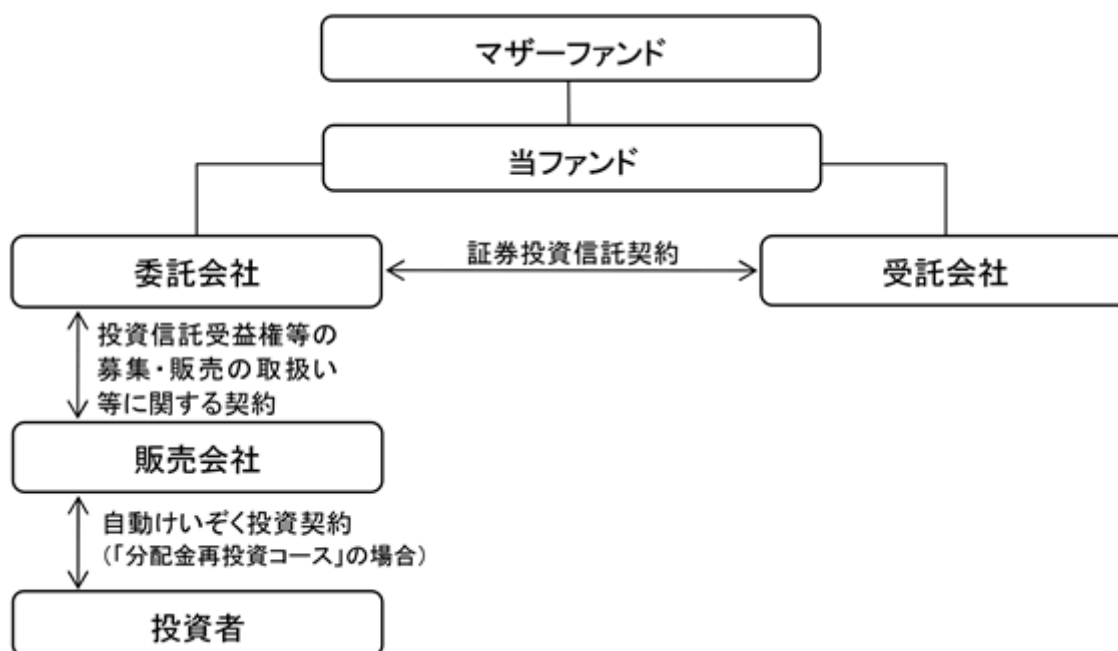 マザーファンド
当ファンド
委託会社
証券投資信託契約
受託会社
投資信託受益権等の
募集・販売の取扱い
等に関する契約
販売会社
自動けいぞく投資契約
(「分配金再投資コース」の場合)
投資者